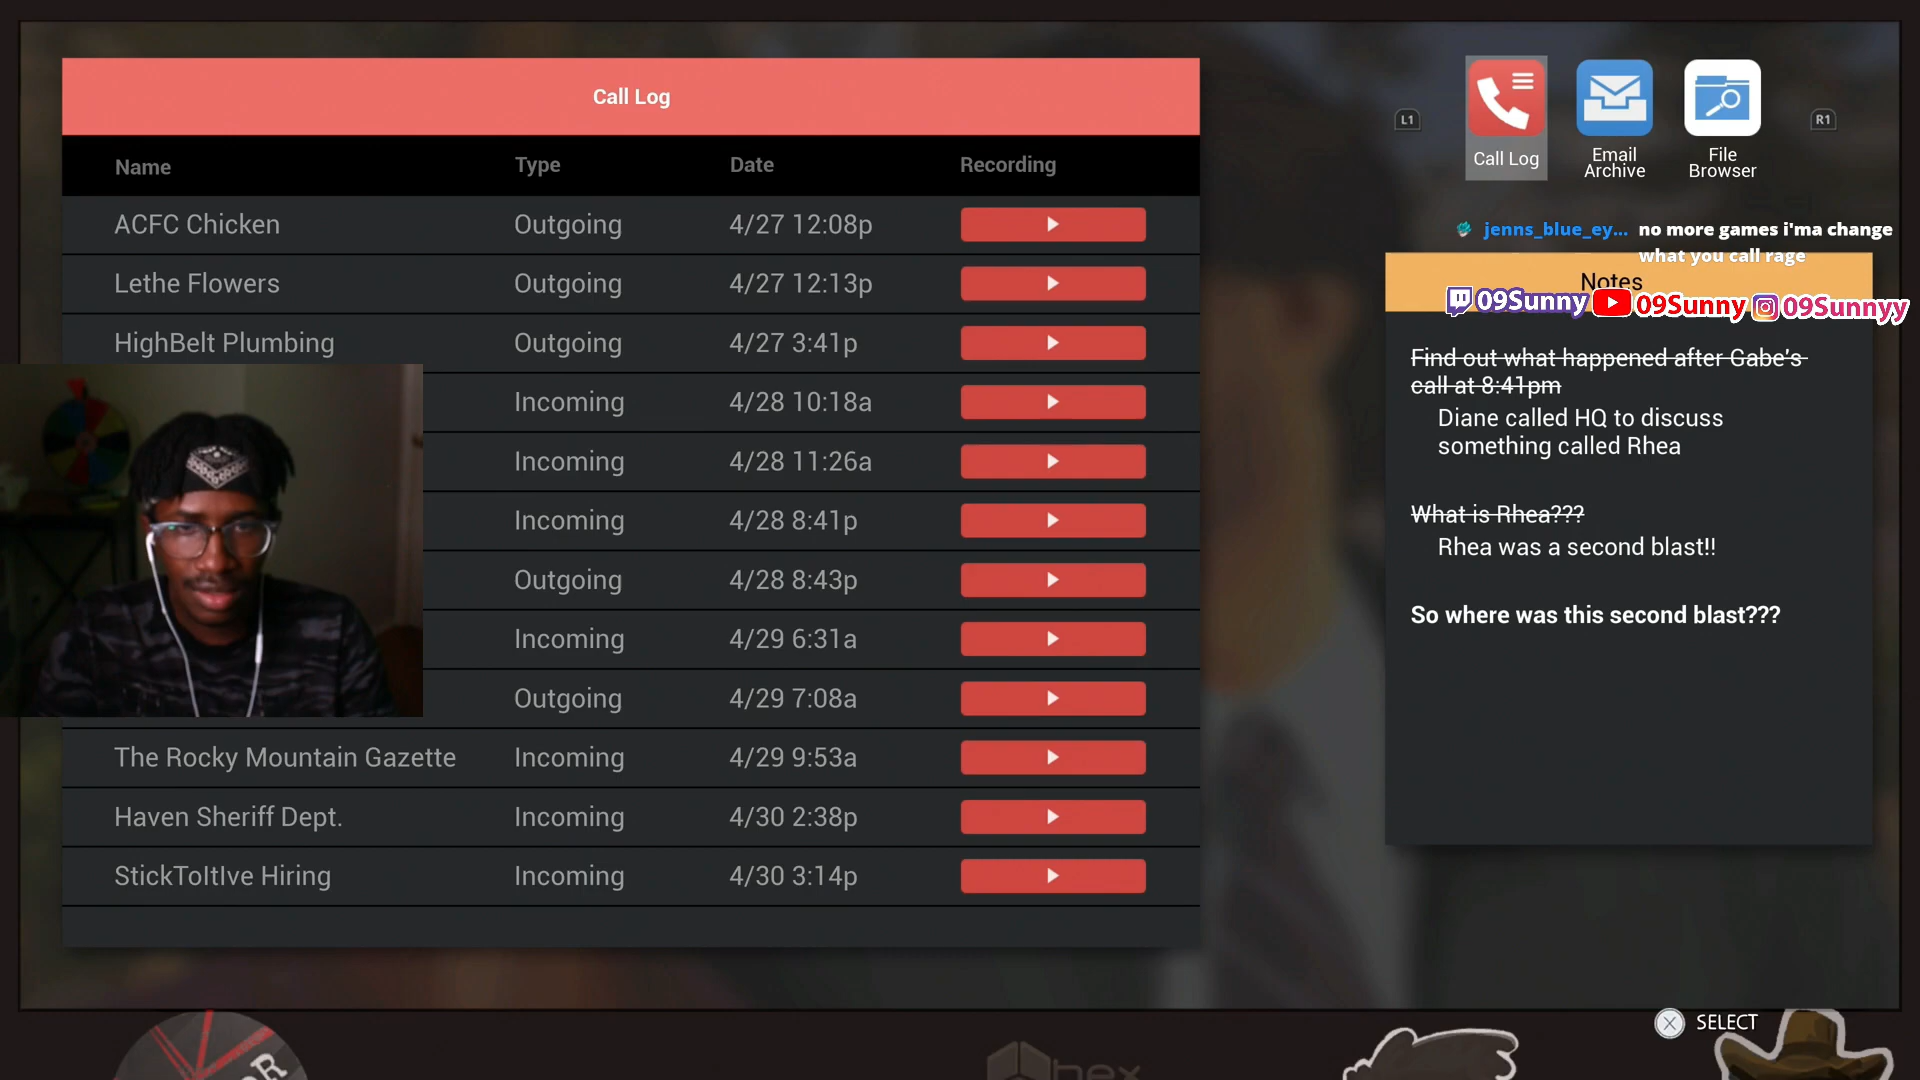 Call Log
Name Type Date Recording
ACFC Chicken Outgoing 4/27 12:08p
Lethe Flowers Outgoing 4/27 12:13p
HighBelt Plumbing Outgoing 4/27 3:41p
Incoming 4/28 10:18a
Incoming 4/28 11:26a
Incoming 4/28 8:41p
Outgoing 4/28 8:43p
Incoming 4/29 6:31a
Outgoing 4/29 7:08a
The Rocky Mountain Gazette Incoming 4/29 9:53a
Haven Sheriff Dept. Incoming 4/30 2:38p
StickToItIve Hiring Incoming 4/30 3:14p
L1
Call Log
Email
Archive
File
Browser
R1
jenns_blue_ey... no more games i'ma change
what you call rage
Notes
09Sunny 09Sunny 09Sunnyy
Find out what happened after Gabe's
call at 8:41pm
Diane called HQ to discuss
something called Rhea
What is Rhea???
Rhea was a second blast!!
So where was this second blast???
SELECT
OR
hex